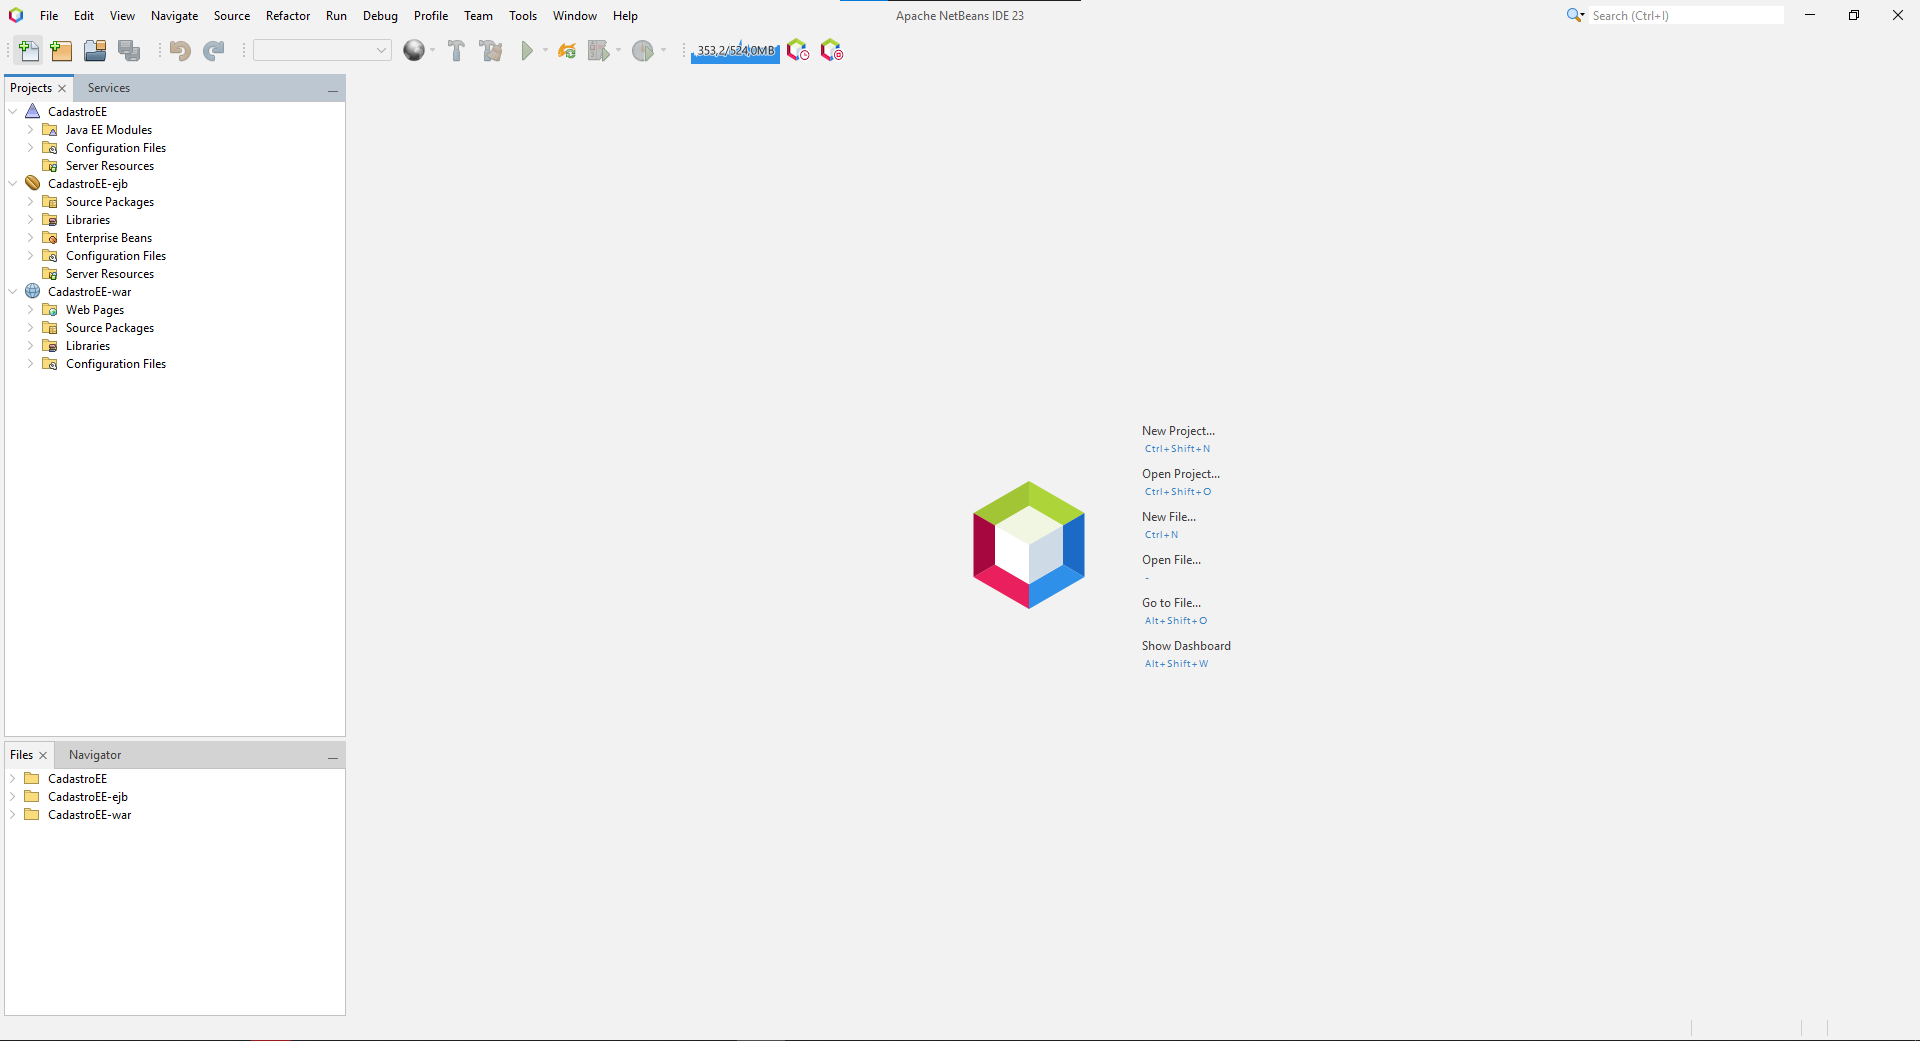 File Edit View Navigate Source Refactor Run Debug Profile Team Tools Window Help
Apache NetBeans IDE 23
Search (Ctrl+I)
353,2/524,0MB
Projects
Services
CadastroEE
Java EE Modules
Configuration Files
Server Resources
CadastroEE-ejb
Source Packages
Libraries
Enterprise Beans
Configuration Files
Server Resources
CadastroEE-war
Web Pages
Source Packages
Libraries
Configuration Files
New Project...
Ctrl+Shift+N
Open Project...
Ctrl+Shift+O
New File...
Ctrl+N
Open File...
-
Go to File...
Alt+Shift+O
Show Dashboard
Alt+Shift+W
Files
Navigator
CadastroEE
CadastroEE-ejb
CadastroEE-war